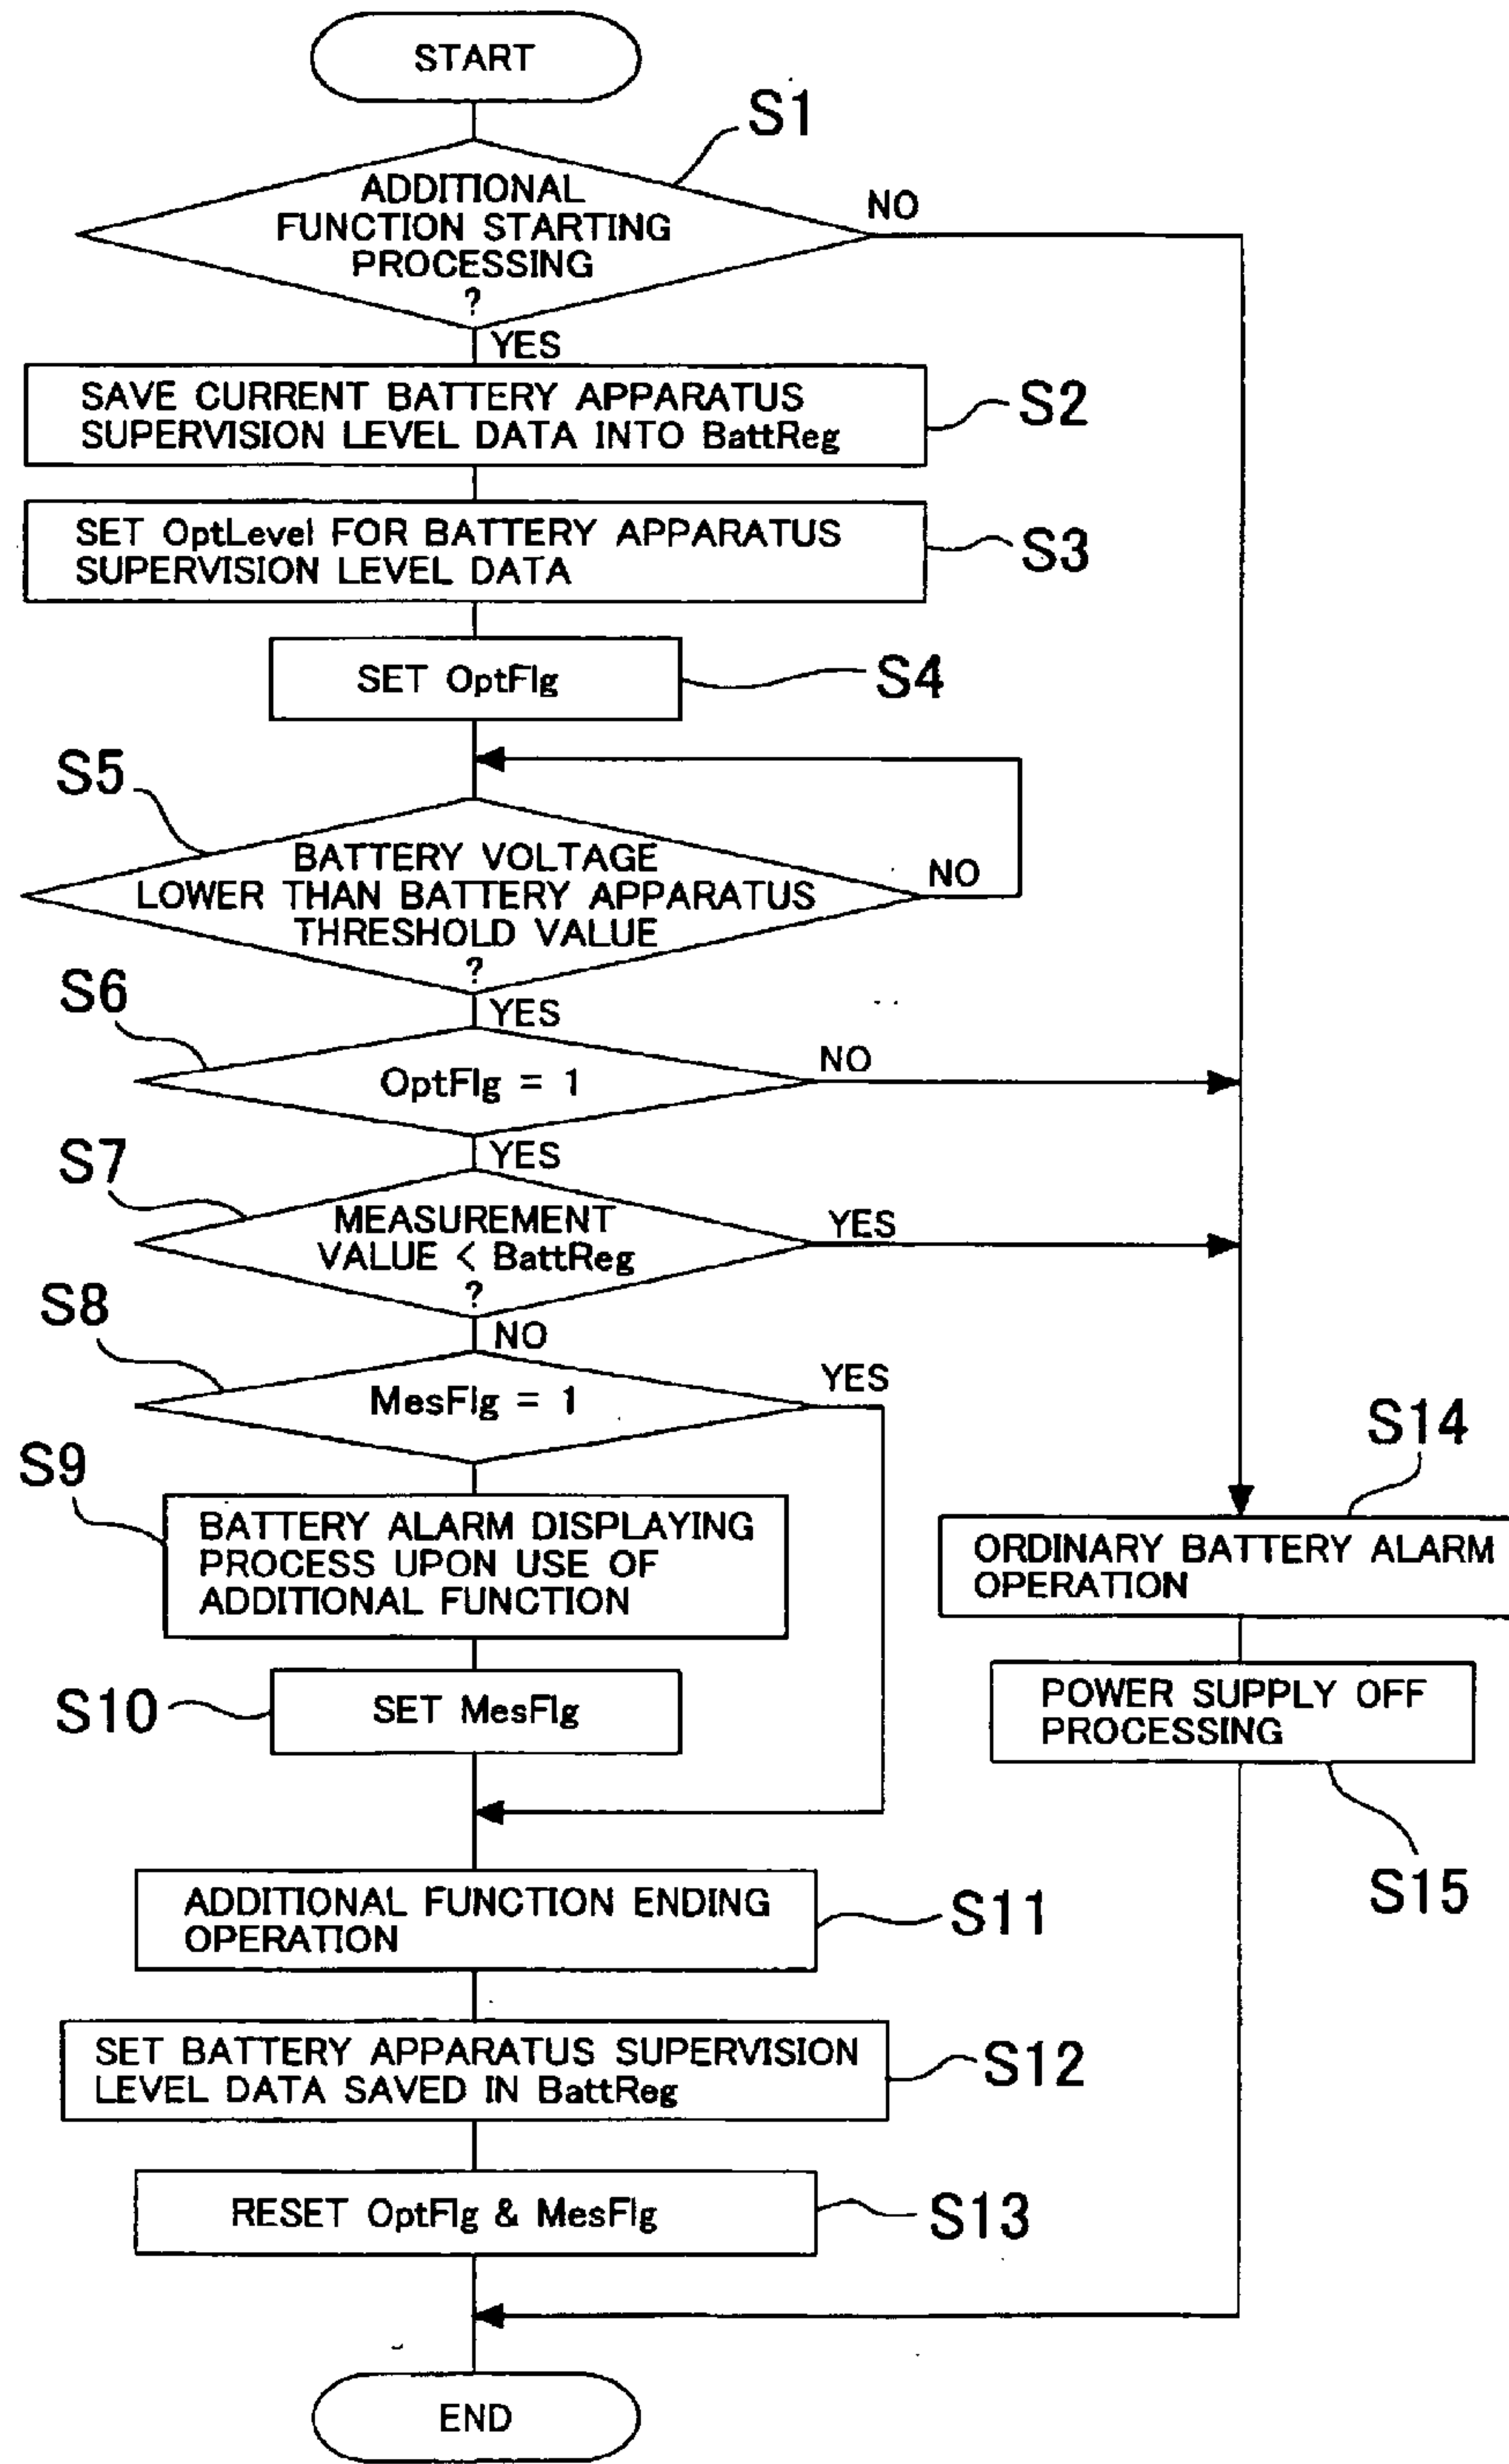 START
S1
ADDITIONAL
FUNCTION STARTING
PROCESSING
?
NO
YES
SAVE CURRENT BATTERY APPARATUS
SUPERVISION LEVEL DATA INTO BattReg
S2
SET OptLevel FOR BATTERY APPARATUS
SUPERVISION LEVEL DATA
S3
SET OptFlg
S4
S5
BATTERY VOLTAGE
LOWER THAN BATTERY APPARATUS
THRESHOLD VALUE
?
NO
YES
S6
OptFlg = 1
NO
YES
S7
MEASUREMENT
VALUE < BattReg
?
YES
NO
S8
MesFlg = 1
YES
S9
BATTERY ALARM DISPLAYING
PROCESS UPON USE OF
ADDITIONAL FUNCTION
S14
ORDINARY BATTERY ALARM
OPERATION
S10
SET MesFlg
POWER SUPPLY OFF
PROCESSING
S15
ADDITIONAL FUNCTION ENDING
OPERATION
S11
SET BATTERY APPARATUS SUPERVISION
LEVEL DATA SAVED IN BattReg
S12
RESET OptFlg & MesFlg
S13
END